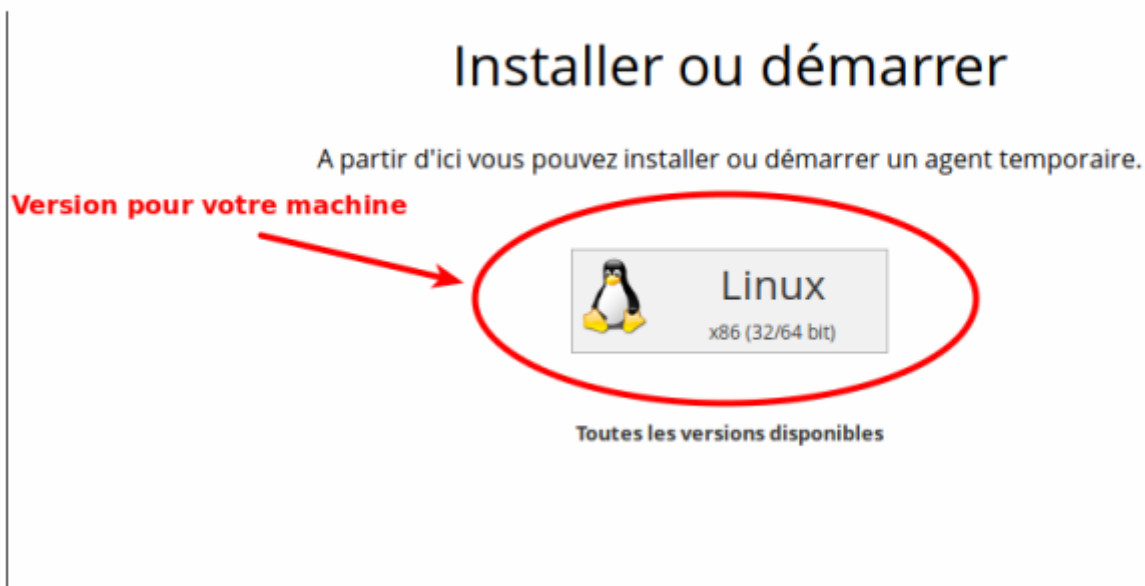 Installer ou démarrer
A partir d'ici vous pouvez installer ou démarrer un agent temporaire.
Version pour votre machine
Linux
x86 (32/64 bit)
Toutes les versions disponibles